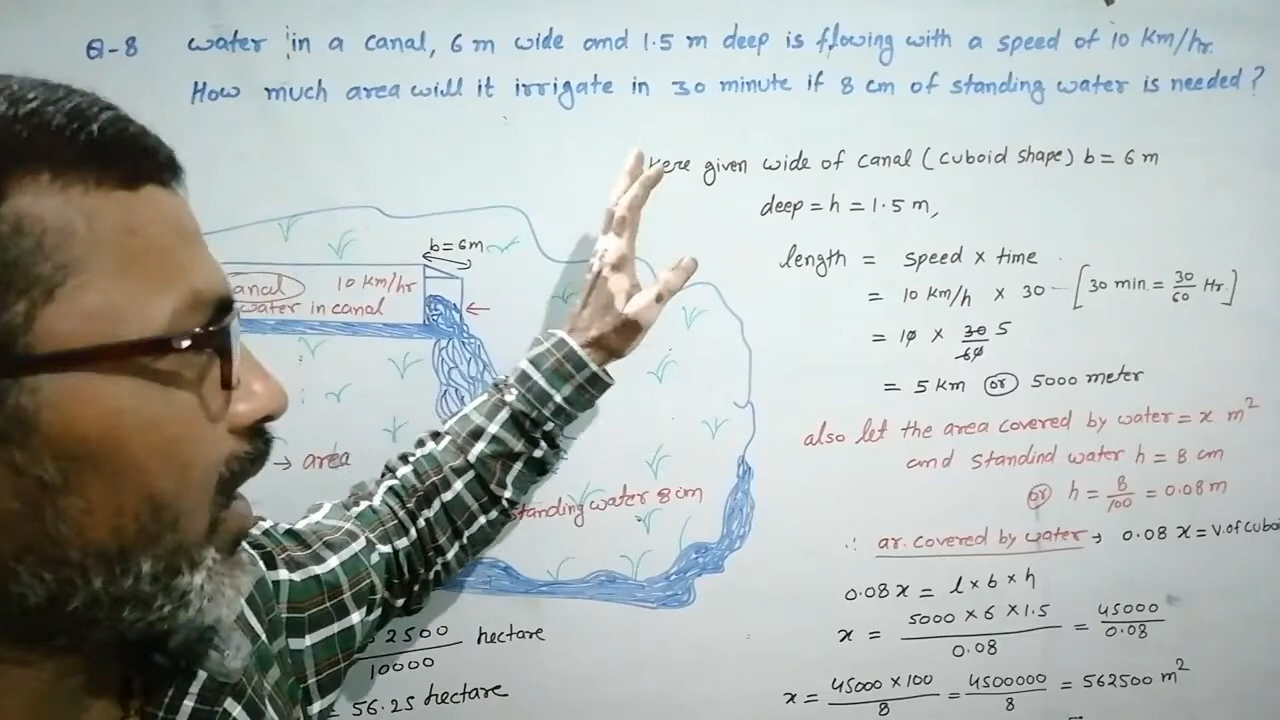 Q-8 water in a canal, 6 m wide and 1.5 m deep is flowing with a speed of 10 Km/hr.
How much area will it irrigate in 30 minute if 8 cm of standing water is needed?
given wide of canal (cuboid shape) b = 6 m
deep = h = 1.5 m,
length = speed × time
= 10 km/h × 30 [30 min = 30/60 Hr]
= 10 × 30/60 5
= 5 km or 5000 meter
also let the area covered by water = x m²
and standind water h = 8 cm
or h = 8/100 = 0.08 m
∴ ar. covered by water → 0.08 x = V. of cuboi
0.08 x = l × b × h
x = 5000 × 6 × 1.5 / 0.08 = 45000 / 0.08
x = 45000 × 100 / 8 = 4500000 / 8 = 562500 m²
b = 6m
anal 10 km/hr
water in canal
→ area
standing water 8 cm
2500 / 10000 hectare
= 56.25 hectare